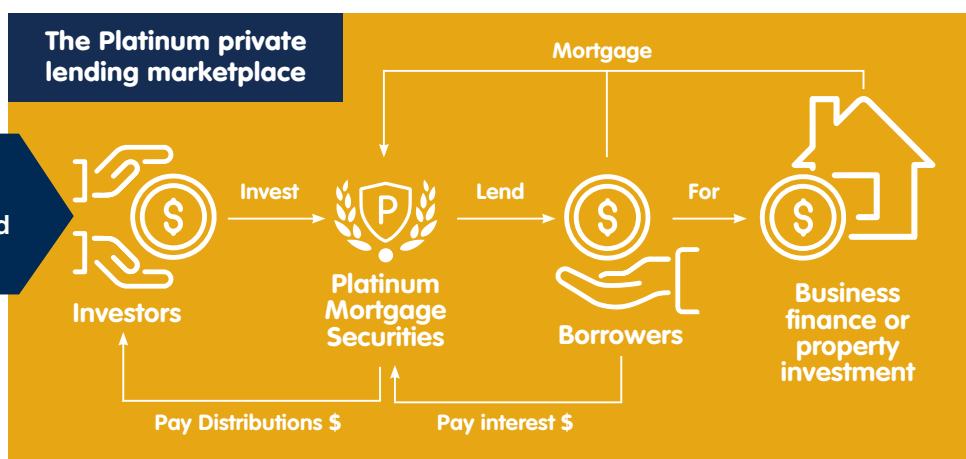 The Platinum private
lending marketplace
Mortgage
d
Invest
Lend
For
$
P
$
$
Investors
Platinum
Mortgage
Securities
Borrowers
Business
finance or
property
investment
Pay Distributions $
Pay interest $